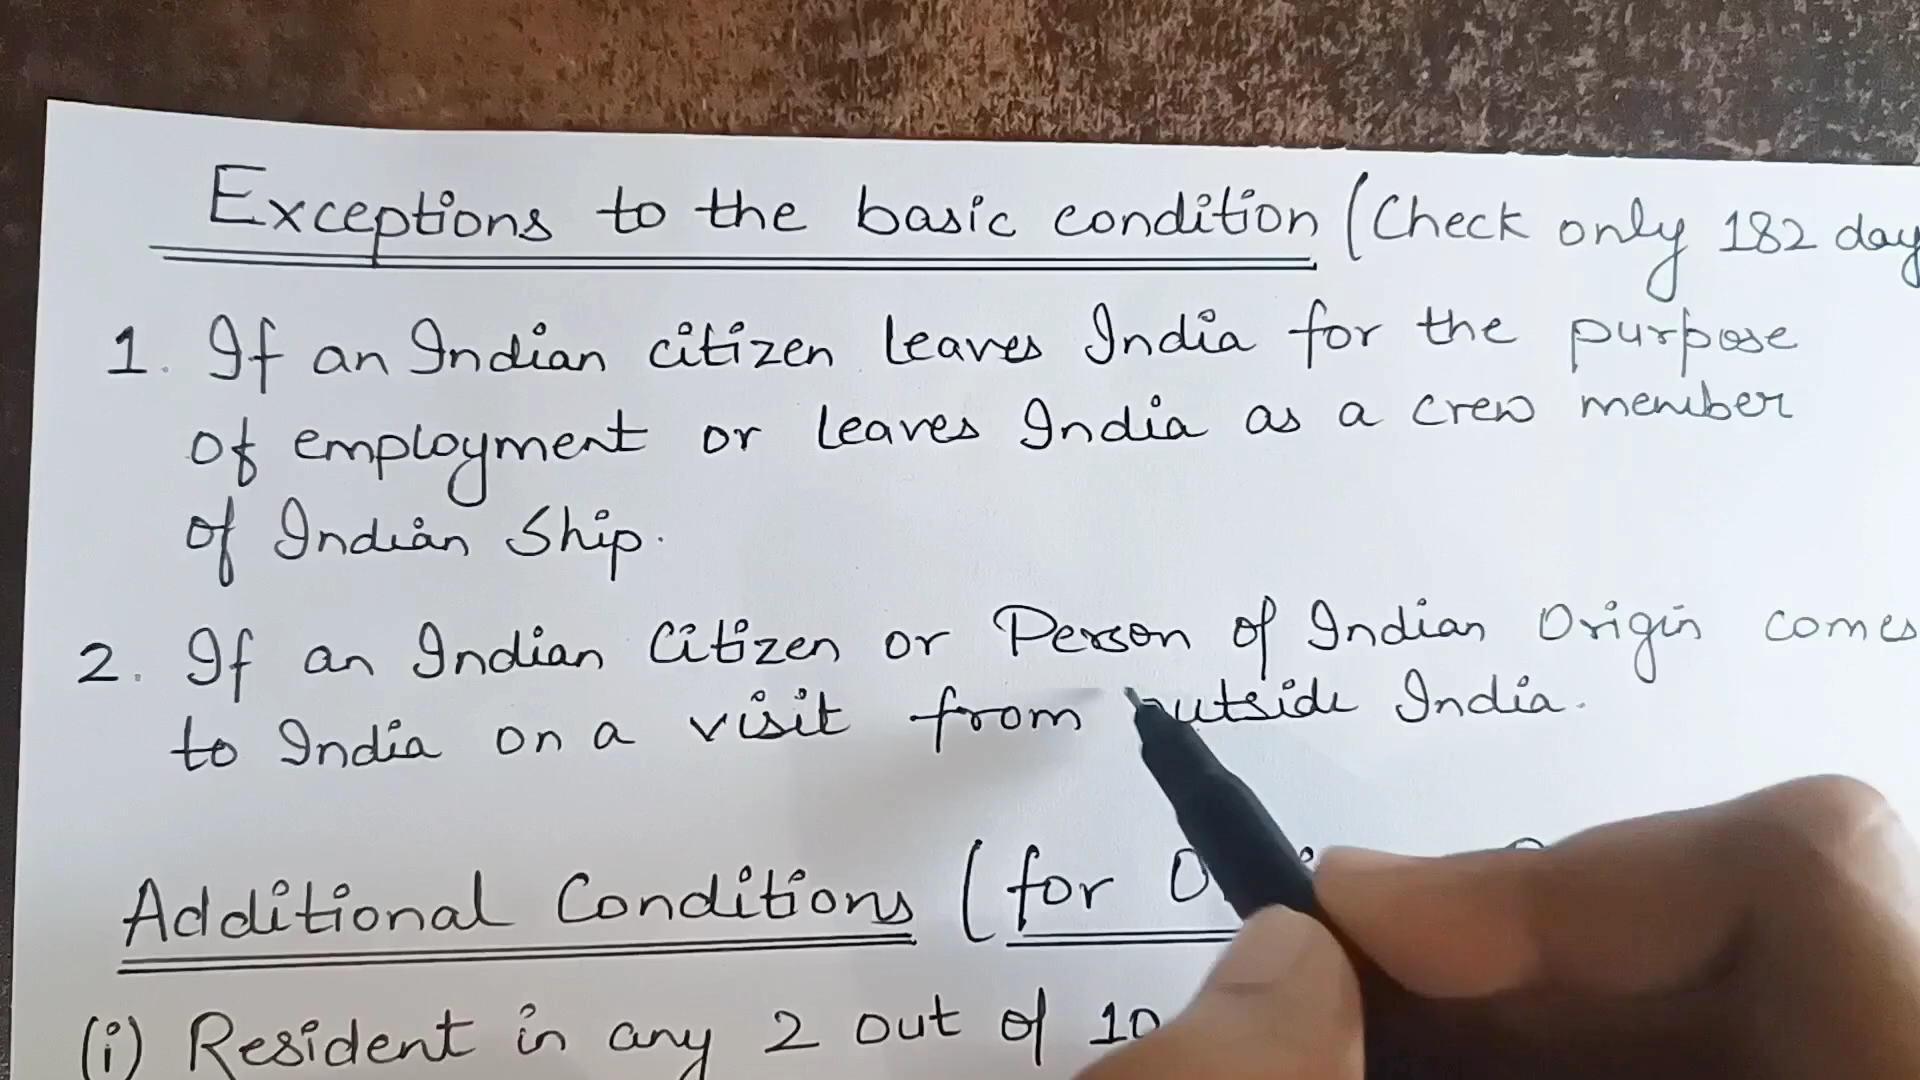 Exceptions to the basic condition (Check only 182 day
1. If an Indian citizen leaves India for the purpose
of employment or leaves India as a crew member
of Indian Ship.
2. If an Indian Citizen or Person of Indian Origin comes
to India on a visit from outside India.
Additional Conditions (for
(i) Resident in any 2 out of 10